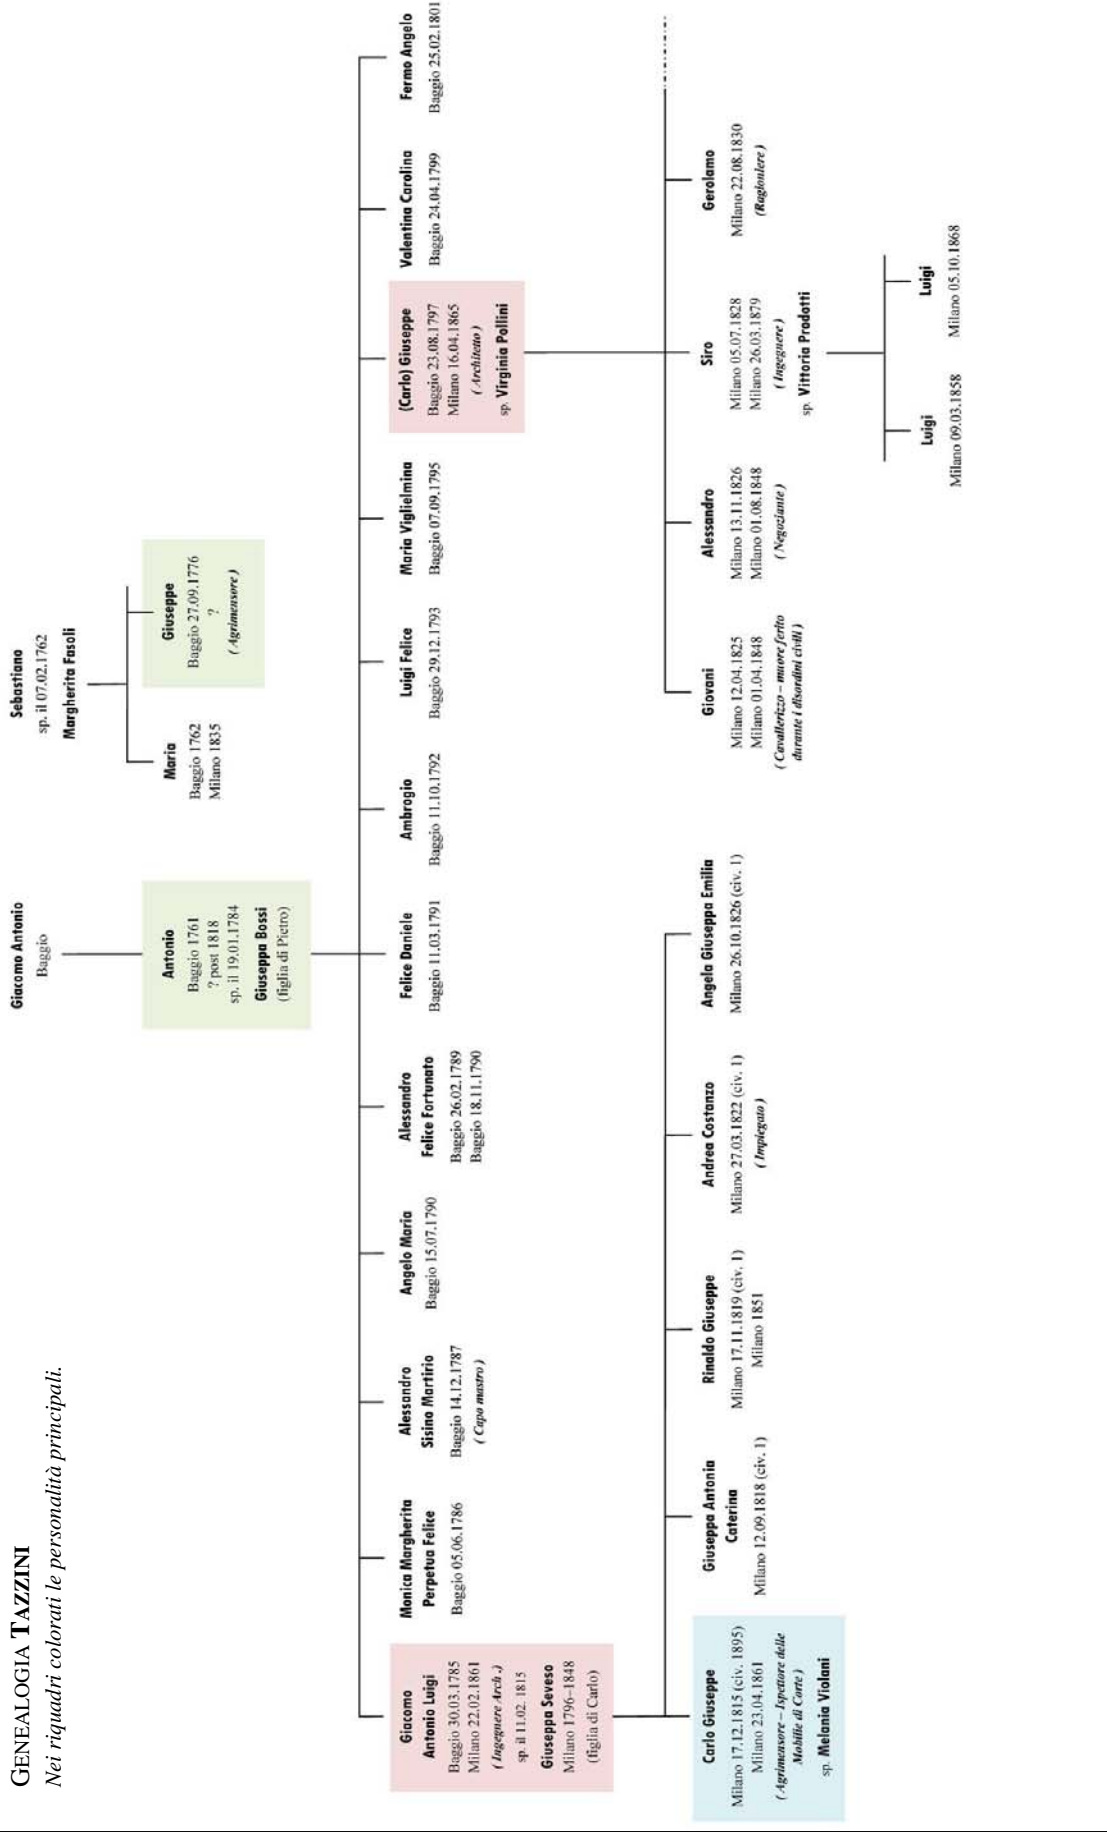 GENEALOGIA TAZZINI
Nei riquadri colorati le personalità principali.
Giacomo Antonio
Baggio
Sebastiano
sp. il 07.02.1762
Margherita Fasoli
Antonio
Baggio 1761
? post 1818
sp. il 19.01.1784
Giuseppa Bossi
(figlia di Pietro)
Maria
Baggio 1762
Milano 1835
Giuseppe
Baggio 27.09.1776
?
(Agrimensore)
Giacomo
Antonio Luigi
Baggio 30.03.1785
Milano 22.02.1861
(Ingegnere Arch.)
sp. il 11.02. 1815
Giuseppa Seveso
Milano 1796–1848
(figlia di Carlo)
Monica Margherita
Perpetua Felice
Baggio 05.06.1786
Alessandro
Sisino Martirio
Baggio 14.12.1787
(Capo mastro)
Angelo Maria
Baggio 15.07.1790
Alessandro
Felice Fortunato
Baggio 26.02.1789
Baggio 18.11.1790
Felice Daniele
Baggio 11.03.1791
Ambrogio
Baggio 11.10.1792
Luigi Felice
Baggio 29.12.1793
Maria Viglielmina
Baggio 07.09.1795
(Carlo) Giuseppe
Baggio 23.08.1797
Milano 16.04.1865
(Architetto)
sp. Virginia Pollini
Valentina Carolina
Baggio 24.04.1799
Fermo Angelo
Baggio 25.02.1801
Carlo Giuseppe
Milano 17.12.1815 (civ. 1895)
Milano 23.04.1861
(Agrimensore – Ispettore delle
Mobilie di Corte)
sp. Melania Violani
Giuseppa Antonia
Caterina
Milano 12.09.1818 (civ. 1)
Rinaldo Giuseppe
Milano 17.11.1819 (civ. 1)
Milano 1851
Andrea Costanzo
Milano 27.03.1822 (civ. 1)
(Impiegato)
Angela Giuseppa Emilia
Milano 26.10.1826 (civ. 1)
Giovani
Milano 12.04.1825
Milano 01.04.1848
(Cavallerizzo – muore ferito
durante i disordini civili)
Alessandro
Milano 13.11.1826
Milano 01.08.1848
(Negoziante)
Siro
Milano 05.07.1828
Milano 26.03.1879
(Ingegnere)
sp. Vittoria Pradotti
Gerolamo
Milano 22.08.1830
(Ragioniere)
Luigi
Milano 09.03.1858
Luigi
Milano 05.10.1868